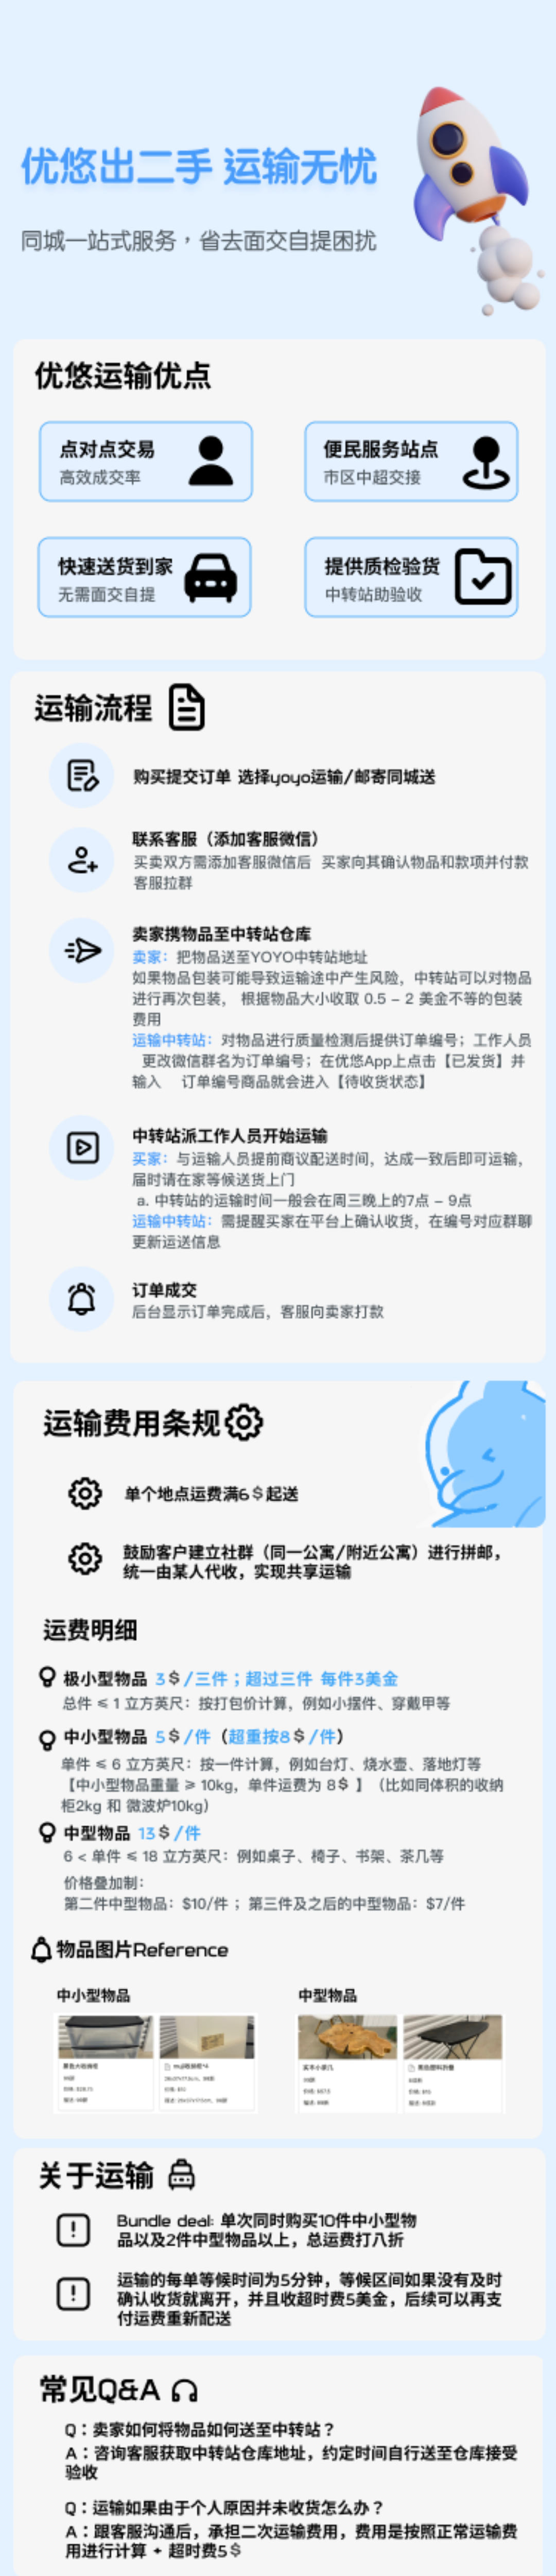 优悠出二手 运输无忧
同城一站式服务，省去面交自提困扰
优悠运输优点
点对点交易
高效成交率
便民服务站点
市区中超交接
快速送货到家
无需面交自提
提供质检验货
中转站助验收
运输流程
购买提交订单 选择yoyo运输/邮寄同城送
联系客服（添加客服微信）
买卖双方需添加客服微信后 买家向其确认物品和款项并付款
客服拉群
卖家携物品至中转站仓库
卖家：把物品送至YOYO中转站地址
如果物品包装可能导致运输途中产生风险，中转站可以对物品
进行再次包装， 根据物品大小收取 0.5 – 2 美金不等的包装
费用
运输中转站：对物品进行质量检测后提供订单编号；工作人员
更改微信群名为订单编号；在优悠App上点击【已发货】并
输入 订单编号商品就会进入【待收货状态】
中转站派工作人员开始运输
买家：与运输人员提前商议配送时间，达成一致后即可运输，
届时请在家等候送货上门
a. 中转站的运输时间一般会在周三晚上的7点 – 9点
运输中转站：需提醒买家在平台上确认收货，在编号对应群聊
更新运送信息
订单成交
后台显示订单完成后，客服向卖家打款
运输费用条规
单个地点运费满6＄起送
鼓励客户建立社群（同一公寓/附近公寓）进行拼邮，
统一由某人代收，实现共享运输
运费明细
极小型物品 3＄/三件；超过三件 每件3美金
总件 ≤ 1 立方英尺：按打包价计算，例如小摆件、穿戴甲等
中小型物品 5＄/件（超重按8＄/件）
单件 ≤ 6 立方英尺：按一件计算，例如台灯、烧水壶、落地灯等
【中小型物品重量 ≥ 10kg，单件运费为 8＄ 】（比如同体积的收纳
柜2kg 和 微波炉10kg）
中型物品 13＄/件
6 < 单件 ≤ 18 立方英尺：例如桌子、椅子、书架、茶几等
价格叠加制：
第二件中型物品：$10/件 ；第三件及之后的中型物品：$7/件
物品图片Reference
中小型物品
中型物品
关于运输
Bundle deal: 单次同时购买10件中小型物
品以及2件中型物品以上，总运费打八折
运输的每单等候时间为5分钟，等候区间如果没有及时
确认收货就离开，并且收超时费5美金，后续可以再支
付运费重新配送
常见Q&A
Q：卖家如何将物品如何送至中转站？
A：咨询客服获取中转站仓库地址，约定时间自行送至仓库接受
验收
Q：运输如果由于个人原因并未收货怎么办？
A：跟客服沟通后，承担二次运输费用，费用是按照正常运输费
用进行计算 + 超时费5＄